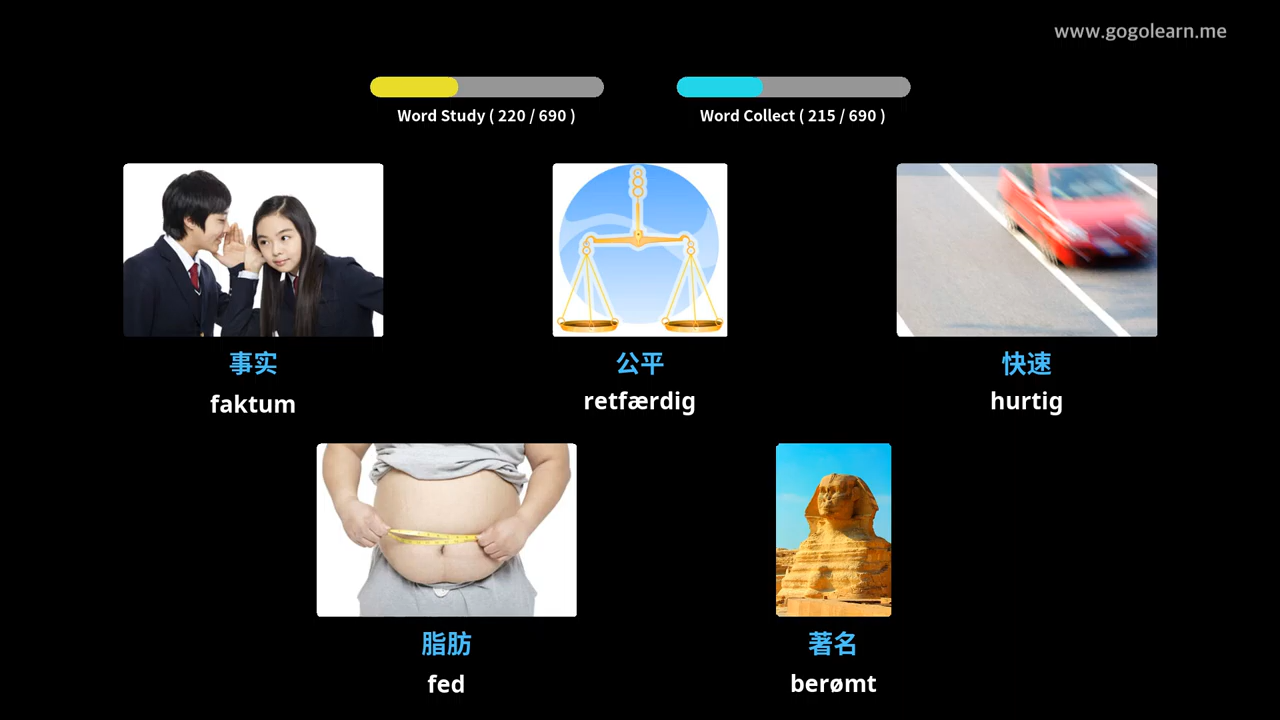 www.gogolearn.me
Word Study ( 220 / 690 )
Word Collect ( 215 / 690 )
事实
faktum
公平
retfærdig
快速
hurtig
脂肪
fed
著名
berømt